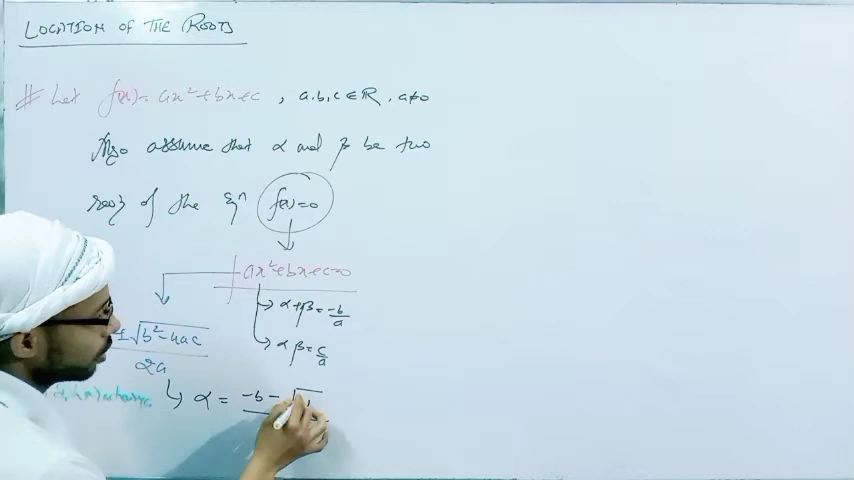 LOCATION OF THE ROOTS
# Let f(x) = ax²+bx+c , a.b,c ∈ R , a≠0
Also assume that α and β be two
roots of the Eqⁿ f(x)=0
ax²+bx+c=0
α+β = -b/a
αβ = c/a
±√b²-4ac
2a
α = -b - √